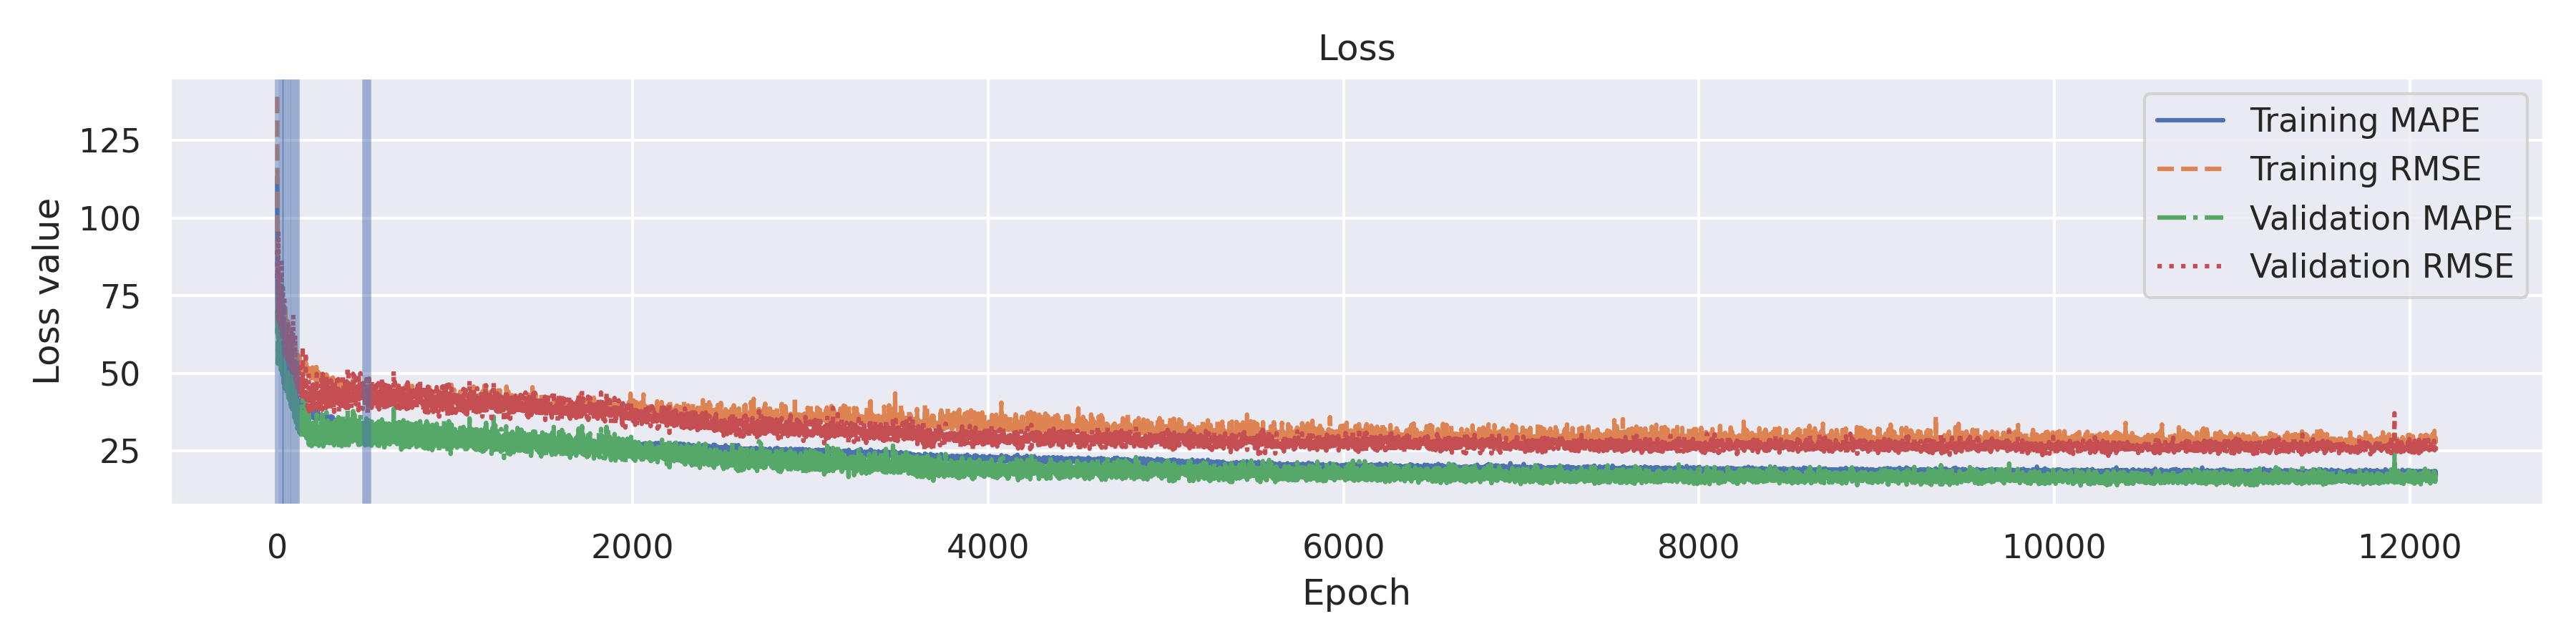 Loss
Loss value
125
100
75
50
25
0 2000 4000 6000 8000 10000 12000
Epoch
Training MAPE
Training RMSE
Validation MAPE
Validation RMSE